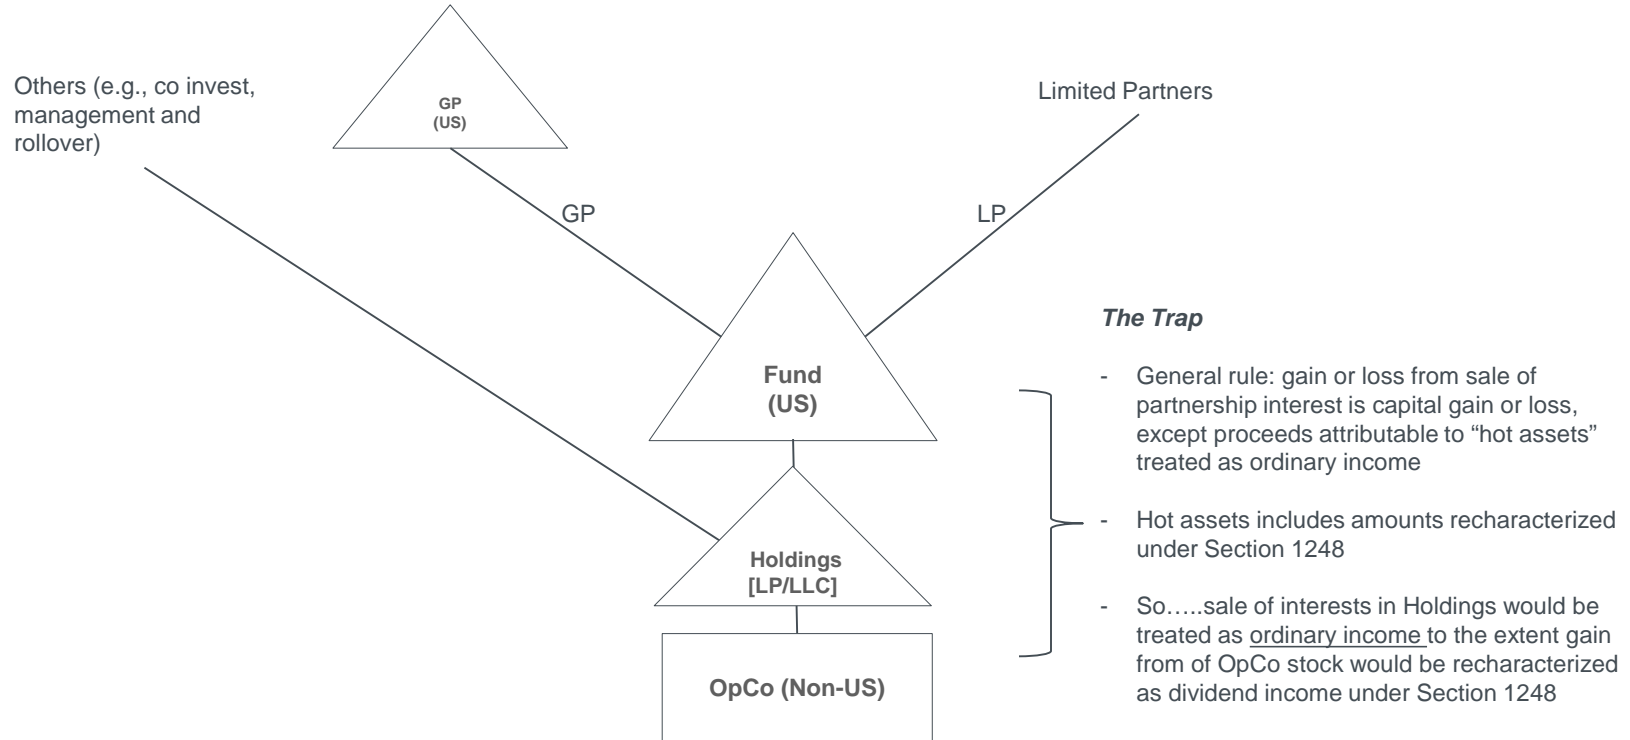 Others (e.g., co invest,
management and
rollover)
GP
(US)
Limited Partners
GP
LP
Fund
(US)
Holdings
[LP/LLC]
OpCo (Non-US)
The Trap
- General rule: gain or loss from sale of
partnership interest is capital gain or loss,
except proceeds attributable to “hot assets”
treated as ordinary income
- Hot assets includes amounts recharacterized
under Section 1248
- So…..sale of interests in Holdings would be
treated as ordinary income to the extent gain
from of OpCo stock would be recharacterized
as dividend income under Section 1248